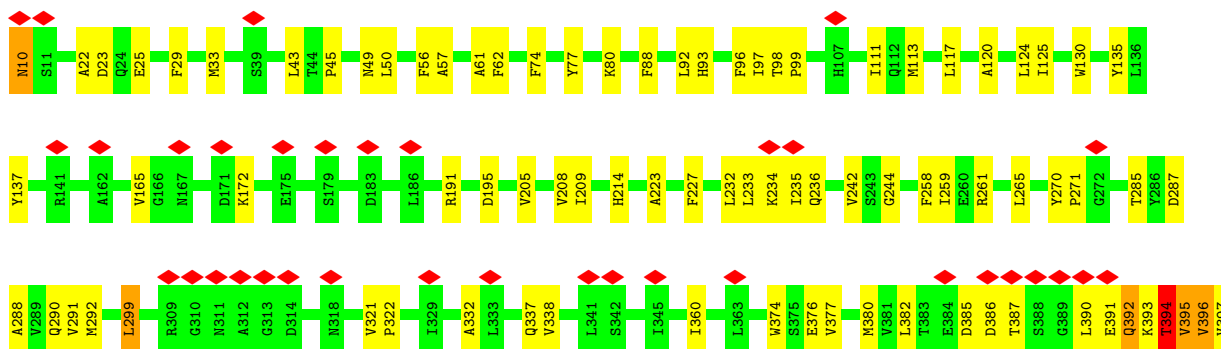 N10 S11 A22 D23 Q24 E25 F29 M33 S39 L43 T44 P45 N49 L50 F56 A57 A61 F62 F74 Y77 K80 F88 L92 H93 F96 I97 T98 P99 H107 I111 Q112 M113 L117 A120 L124 I125 W130 Y135 L136
Y137 R141 A162 V165 G166 N167 D171 K172 E175 S179 D183 L186 R191 D195 V205 V208 I209 H214 A223 F227 L232 L233 K234 I235 Q236 V242 S243 G244 F258 I259 E260 R261 L265 Y270 P271 G272 T285 Y286 D287
A288 V289 Q290 V291 M292 L299 R309 G310 N311 A312 G313 D314 N318 V321 P322 I329 A332 L333 Q337 V338 L341 S342 I345 I360 L363 W374 S375 E376 V377 M380 V381 L382 T383 E384 D385 D386 T387 S388 G389 L390 E391 Q392 K393 T394 V395 V396